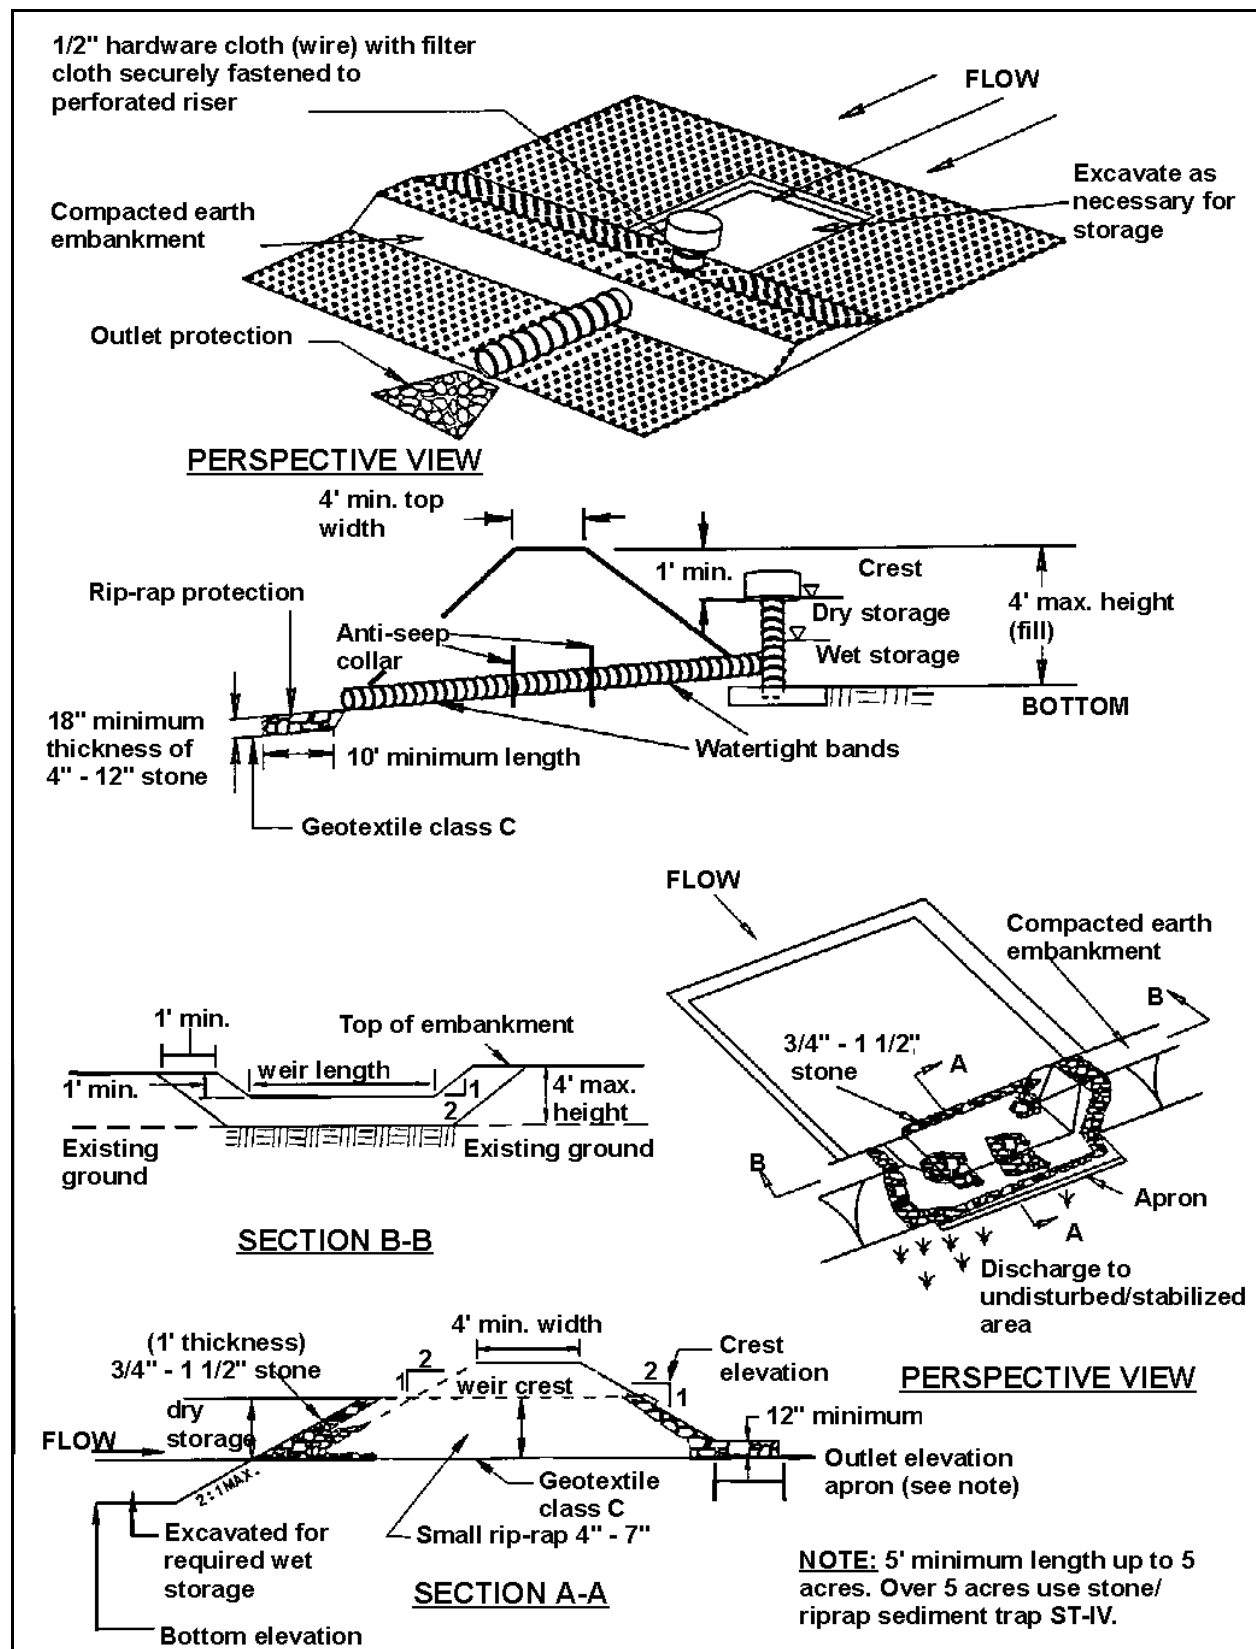 1/2" hardware cloth (wire) with filter
cloth securely fastened to
perforated riser
FLOW
Excavate as
necessary for
storage
Compacted earth
embankment
Outlet protection
PERSPECTIVE VIEW
4' min. top
width
1' min.
Crest
Rip-rap protection
Dry storage
4' max. height
(fill)
Anti-seep
collar
Wet storage
BOTTOM
18" minimum
thickness of
4" - 12" stone
10' minimum length
Watertight bands
Geotextile class C
FLOW
Compacted earth
embankment
B
1' min.
Top of embankment
3/4" - 1 1/2"
stone
A
weir length
1' min.
1
2
4' max.
height
Existing
ground
Existing ground
B
Apron
A
SECTION B-B
Discharge to
undisturbed/stabilized
area
PERSPECTIVE VIEW
(1' thickness)
3/4" - 1 1/2" stone
4' min. width
2
1
weir crest
2
1
Crest
elevation
dry
storage
12" minimum
FLOW
2:1 MAX.
Geotextile
class C
Outlet elevation
apron (see note)
Excavated for
required wet
storage
Small rip-rap 4" - 7"
SECTION A-A
Bottom elevation
NOTE: 5' minimum length up to 5
acres. Over 5 acres use stone/
riprap sediment trap ST-IV.